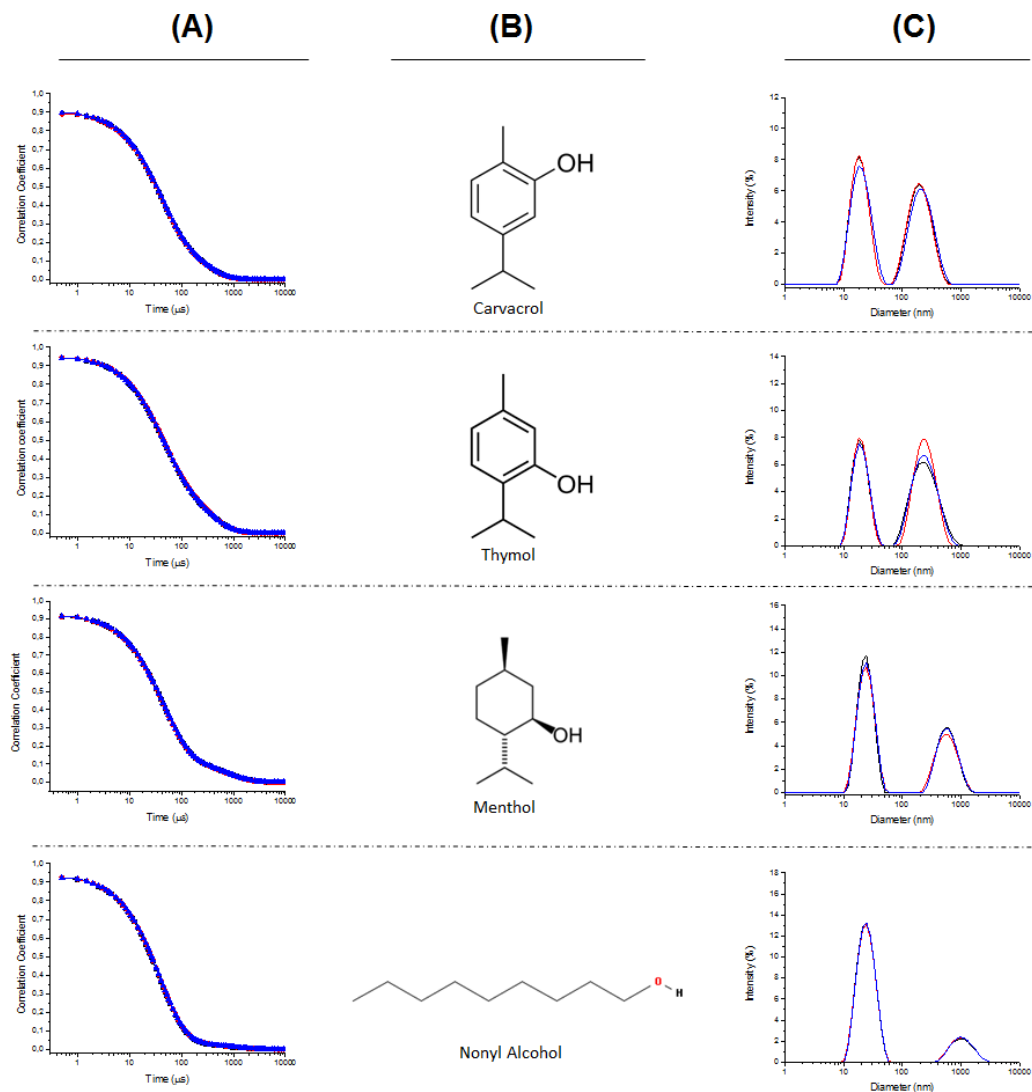 (A) (B) (C)
1,0
0,9
0,8
0,7
0,6
0,5
0,4
0,3
0,2
0,1
0,0
Correlation Coefficient
1 10 100 1000 10000
Time (µs)
OH
Carvacrol
12
10
8
6
4
2
0
Intensity (%)
1 10 100 1000 10000
Diameter (nm)
1,0
0,9
0,8
0,7
0,6
0,5
0,4
0,3
0,2
0,1
0,0
Correlation coefficient
1 10 100 1000 10000
Time (µs)
OH
Thymol
14
12
10
8
6
4
2
0
Intensity (%)
1 10 100 1000 10000
Diameter (nm)
1,0
0,9
0,8
0,7
0,6
0,5
0,4
0,3
0,2
0,1
0,0
Correlation Coefficient
1 10 100 1000 10000
Time (µs)
OH
Menthol
16
14
12
10
8
6
4
2
0
Intensity (%)
1 10 100 1000 10000
Diameter (nm)
1,0
0,9
0,8
0,7
0,6
0,5
0,4
0,3
0,2
0,1
0,0
Correlation Coefficient
1 10 100 1000 10000
Time (µs)
O
H
Nonyl Alcohol
18
16
14
12
10
8
6
4
2
0
Intensity (%)
1 10 100 1000 10000
Diameter (nm)